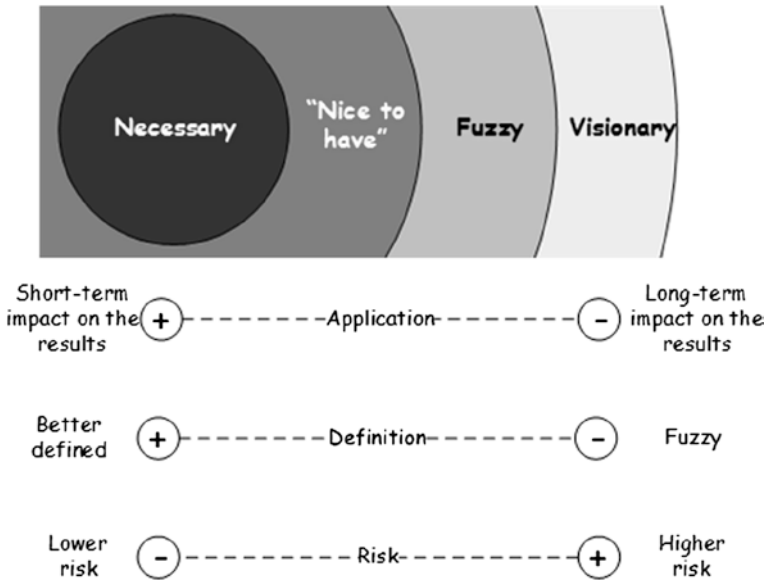 Necessary
“Nice to
have”
Fuzzy
Visionary
Short-term
impact on the
results
+
Application
-
Long-term
impact on the
results
Better
defined
+
Definition
-
Fuzzy
Lower
risk
-
Risk
+
Higher
risk